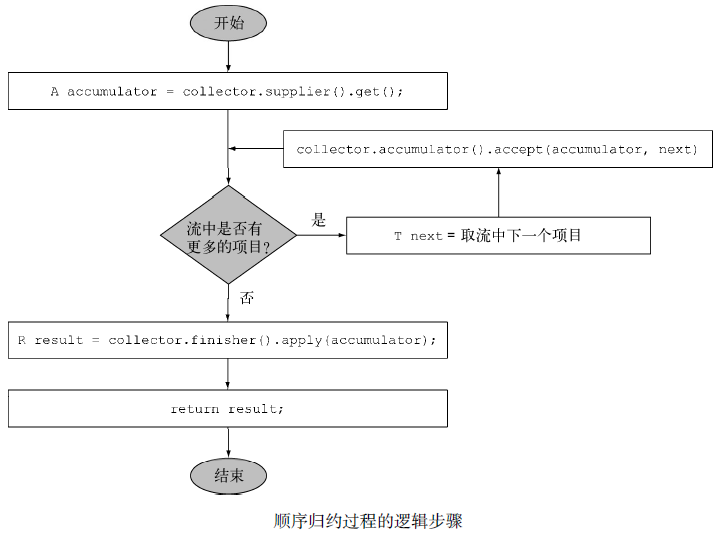 开始
A accumulator = collector.supplier().get();
collector.accumulator().accept(accumulator, next)
流中是否有
更多的项目?
是
T next = 取流中下一个项目
否
R result = collector.finisher().apply(accumulator);
return result;
结束
顺序归约过程的逻辑步骤